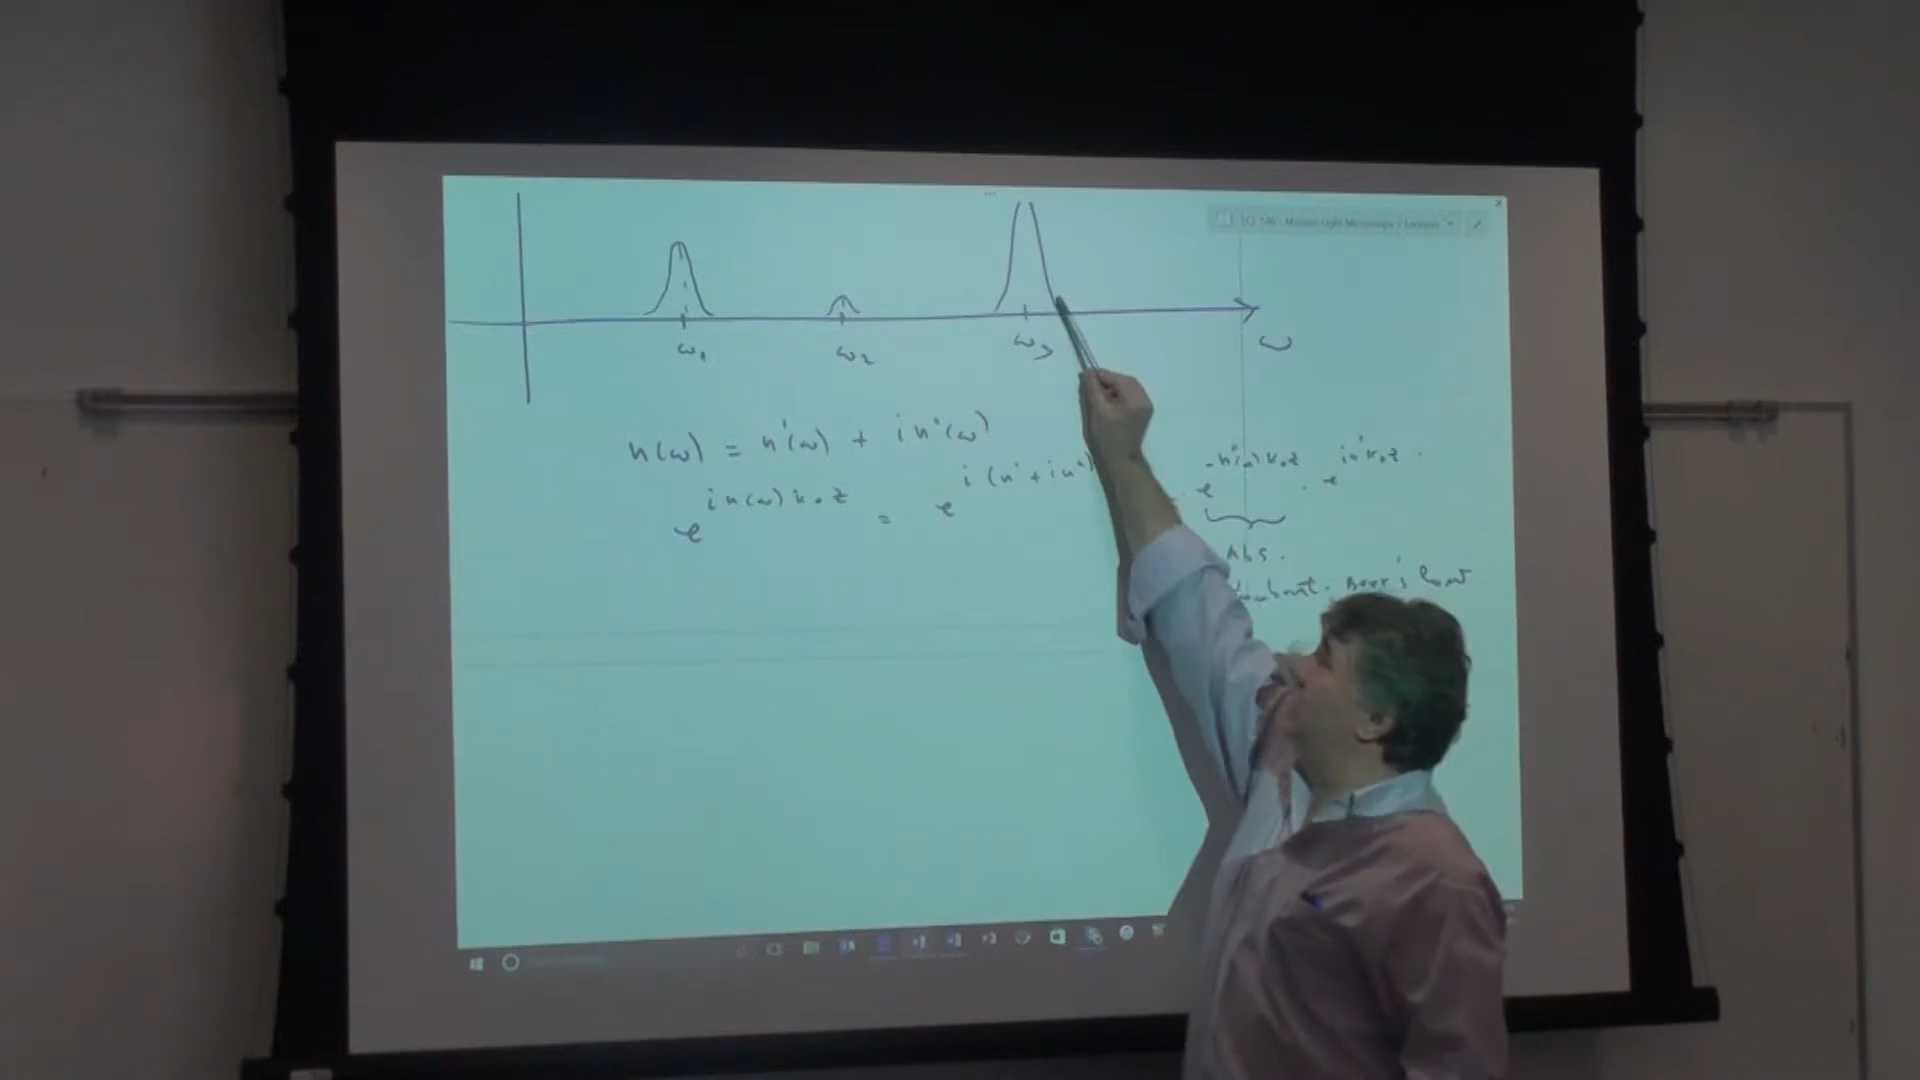 ω₁ ω₂ ω₃ ω
n(ω) = n'(ω) + i n''(ω)
e^{i n(ω) k₀ z} = e^{i (n' + i n'')} · e^{-n''(ω) k₀ z} · e^{i n' k₀ z}
Abs.
Beer's law